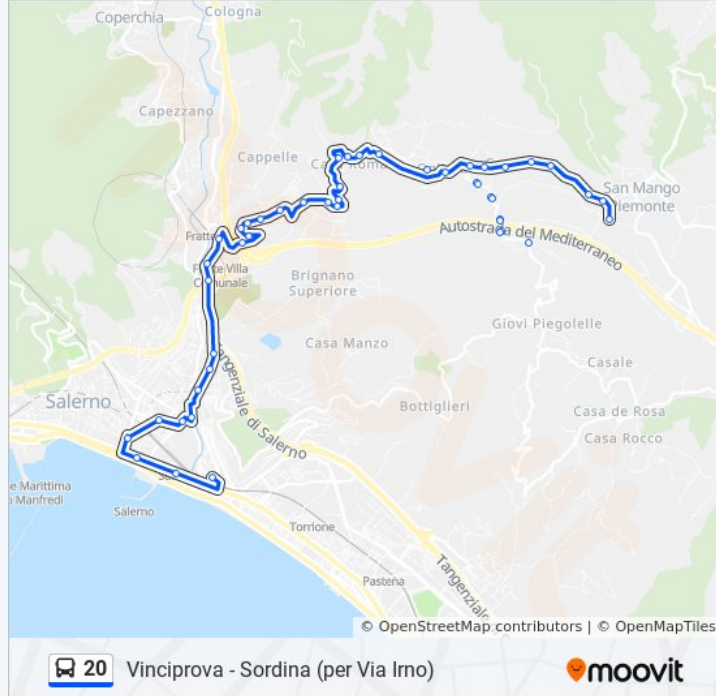 Cologna
Coperchia
Capezzano
Cappelle
San Mango
Piemonte
Autostrada del Mediterraneo
Fratte
Brignano
Superiore
Giovi Piegolelle
Casa Manzo
Casale
Tangenziale di Salerno
Salerno
Bottiglieri
Casa de Rosa
Casa Rocco
e Marittima
o Manfredi
Salerno
Torrione
Tangenziale
Pastena
© OpenStreetMap contributors | © OpenMapTiles
20 Vinciprova - Sordina (per Via Irno) moovit